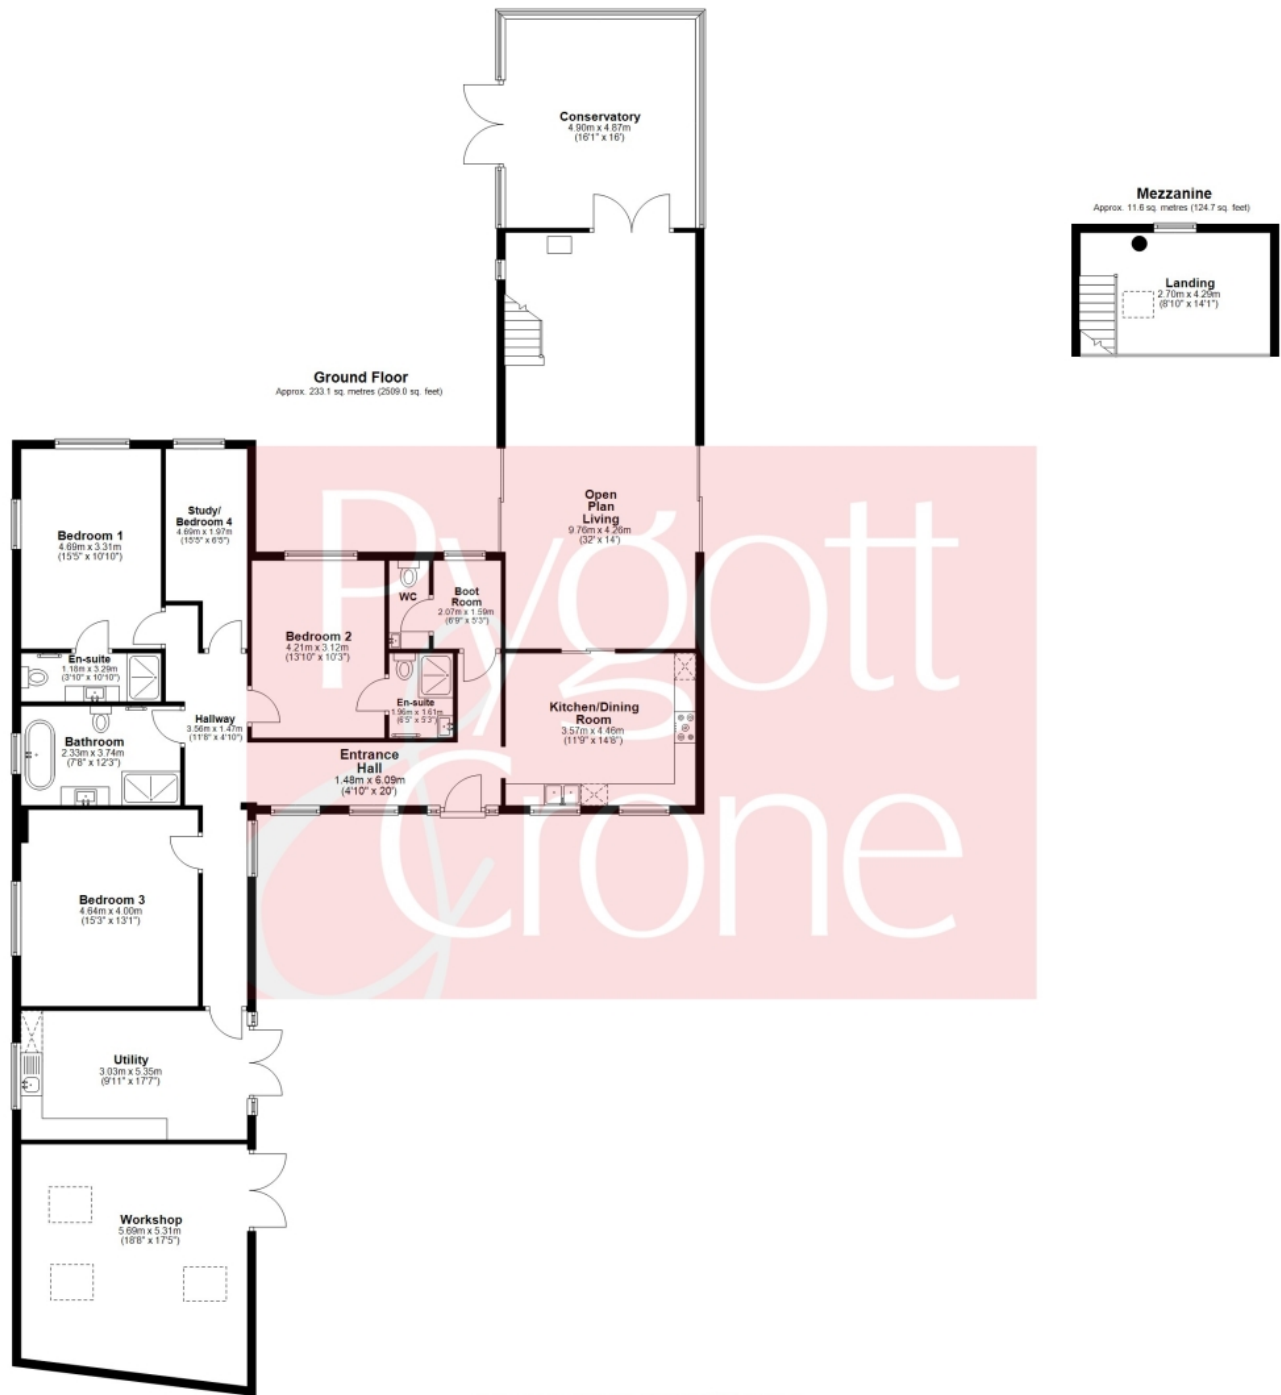 Conservatory
4.90m x 4.87m
(16'1" x 16')
Mezzanine
Approx. 11.6 sq. metres (124.7 sq. feet)
Landing
2.70m x 4.29m
(8'10" x 14'1")
Ground Floor
Approx. 233.1 sq. metres (2509.0 sq. feet)
Open
Plan
Living
9.76m x 4.26m
(32' x 14')
Bedroom 1
4.69m x 3.31m
(15'5" x 10'10")
Study/
Bedroom 4
4.69m x 1.97m
(15'5" x 6'5")
WC
Boot
Room
2.07m x 1.59m
(6'9" x 5'3")
Bedroom 2
4.21m x 3.12m
(13'10" x 10'3")
En-suite
1.18m x 3.29m
(3'10" x 10'10")
En-suite
1.96m x 1.61m
(6'5" x 5'3")
Kitchen/Dining
Room
3.57m x 4.46m
(11'9" x 14'8")
Hallway
3.56m x 1.47m
(11'8" x 4'10")
Bathroom
2.33m x 3.74m
(7'8" x 12'3")
Entrance
Hall
1.48m x 6.09m
(4'10" x 20')
Bedroom 3
4.64m x 4.00m
(15'3" x 13'1")
Utility
3.03m x 5.35m
(9'11" x 17'7")
Workshop
5.69m x 5.31m
(18'8" x 17'5")
Pygott
Crone